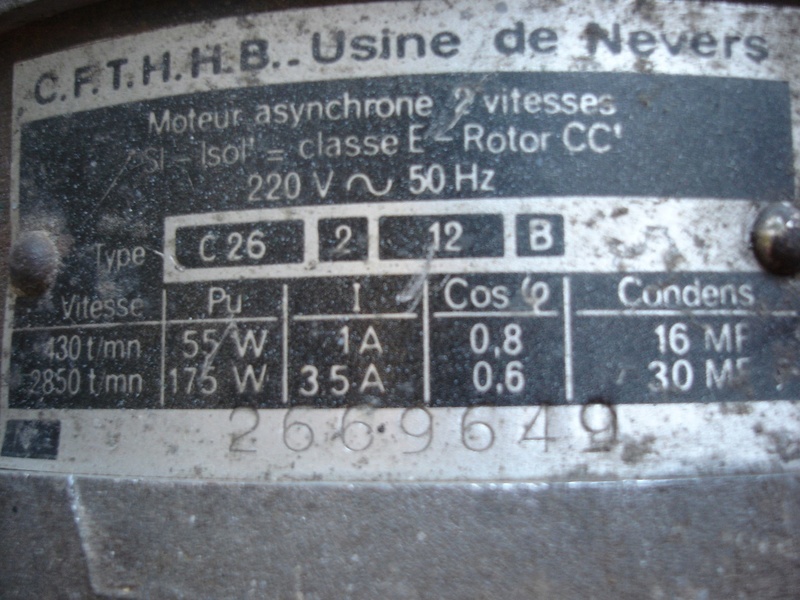 C.F.T.H.H.B.. Usine de Nevers
Moteur asynchrone 2 vitesses
SI - Isolt = classe E - Rotor CCt
220 V ~ 50 Hz
Type C 26 2 12 B
Vitesse Pu I Cos φ Condens
430 t/mn 55 W 1 A 0,8 16 MF
2850 t/mn 175 W 3.5 A 0,6 30 MF
2669649